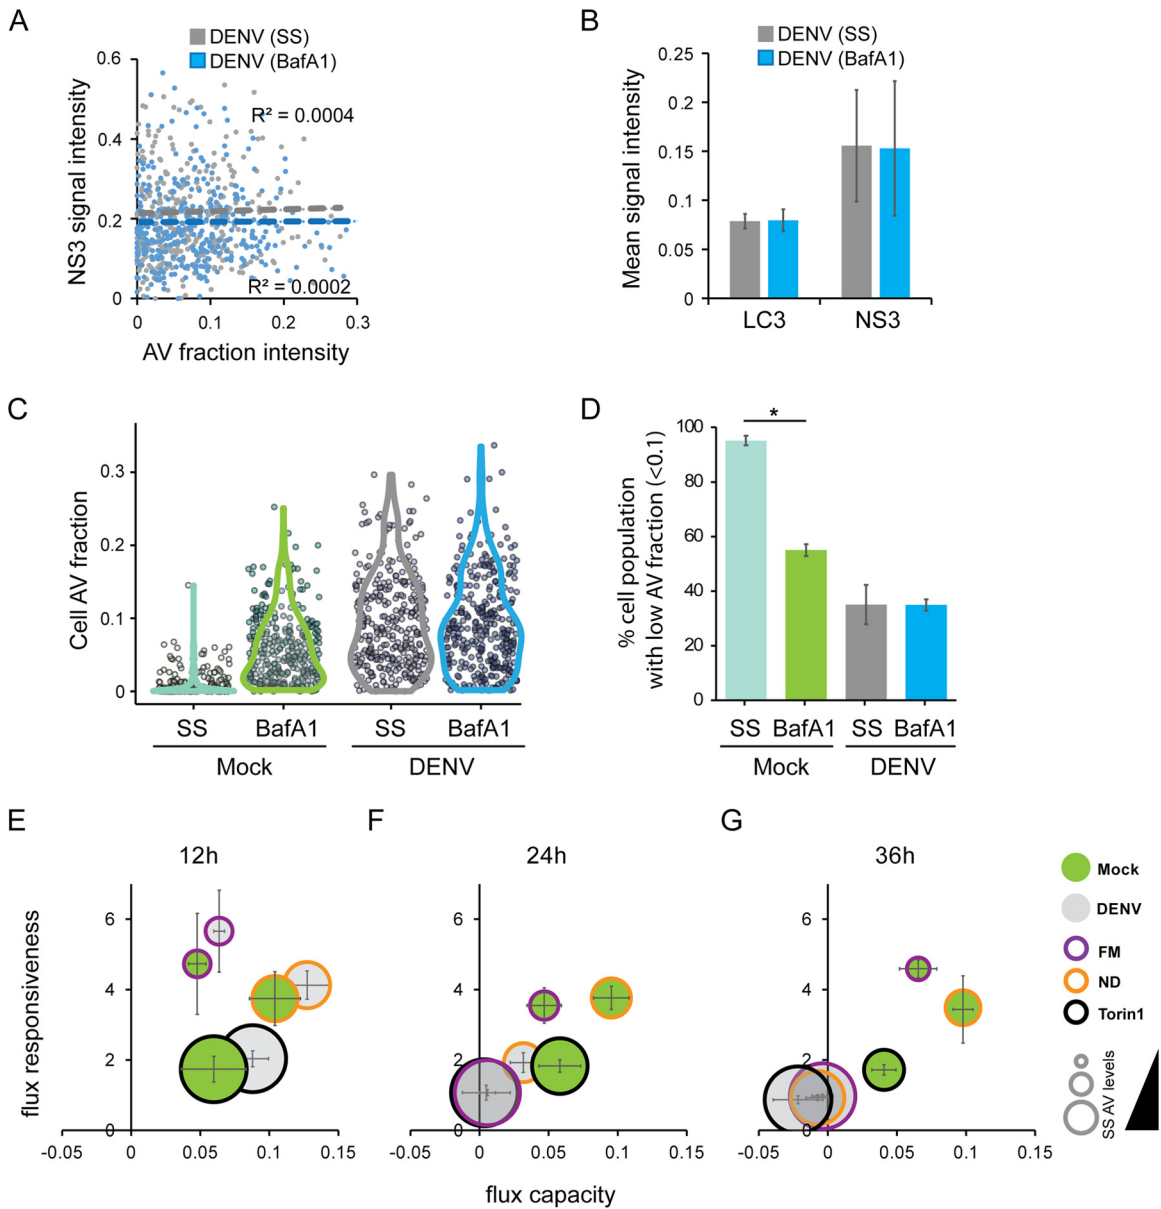 A
DENV (SS)
DENV (BafA1)
NS3 signal intensity
0.6
0.4
0.2
0
R² = 0.0004
R² = 0.0002
0 0.1 0.2 0.3
AV fraction intensity
B
DENV (SS)
DENV (BafA1)
Mean signal intensity
0.25
0.2
0.15
0.1
0.05
0
LC3 NS3
C
Cell AV fraction
0.3
0.2
0.1
0
SS BafA1 SS BafA1
Mock DENV
D
% cell population
with low AV fraction (<0.1)
100
80
60
40
20
0
*
SS BafA1 SS BafA1
Mock DENV
E
12h
flux responsiveness
6
4
2
0
-0.05 0 0.05 0.1 0.15
F
24h
6
4
2
0
-0.05 0 0.05 0.1 0.15
flux capacity
G
36h
6
4
2
0
-0.05 0 0.05 0.1 0.15
Mock
DENV
FM
ND
Torin1
SS AV levels